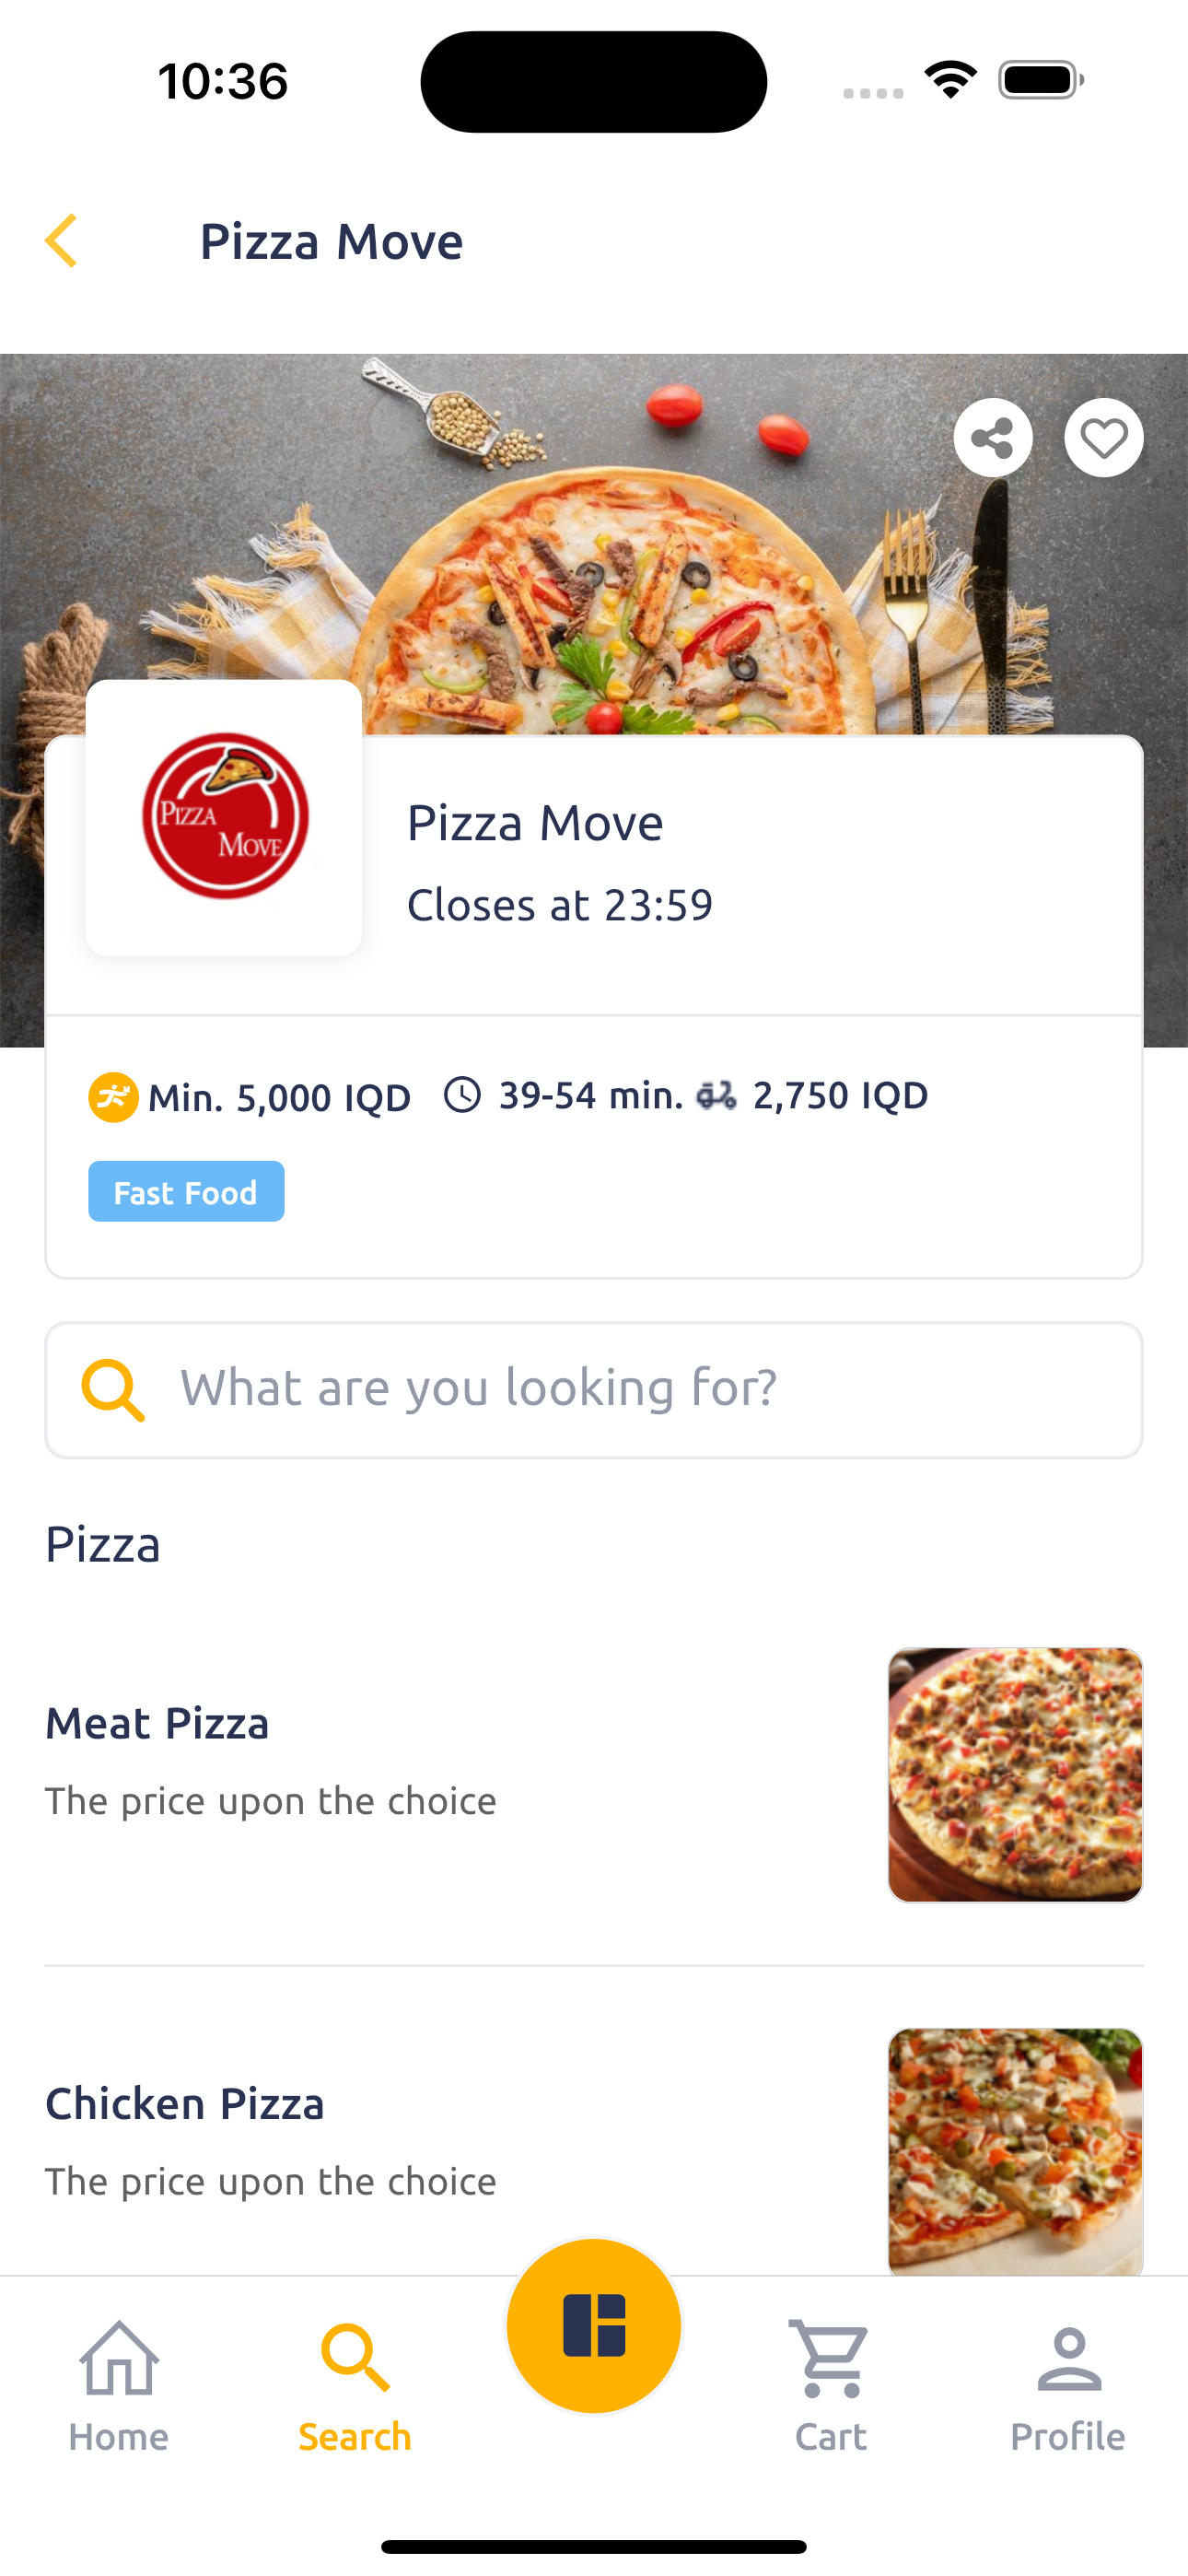 10:36
Pizza Move
PIZZA
MOVE
Pizza Move
Closes at 23:59
Min. 5,000 IQD 39-54 min. 2,750 IQD
Fast Food
What are you looking for?
Pizza
Meat Pizza
The price upon the choice
Chicken Pizza
The price upon the choice
Home Search Cart Profile